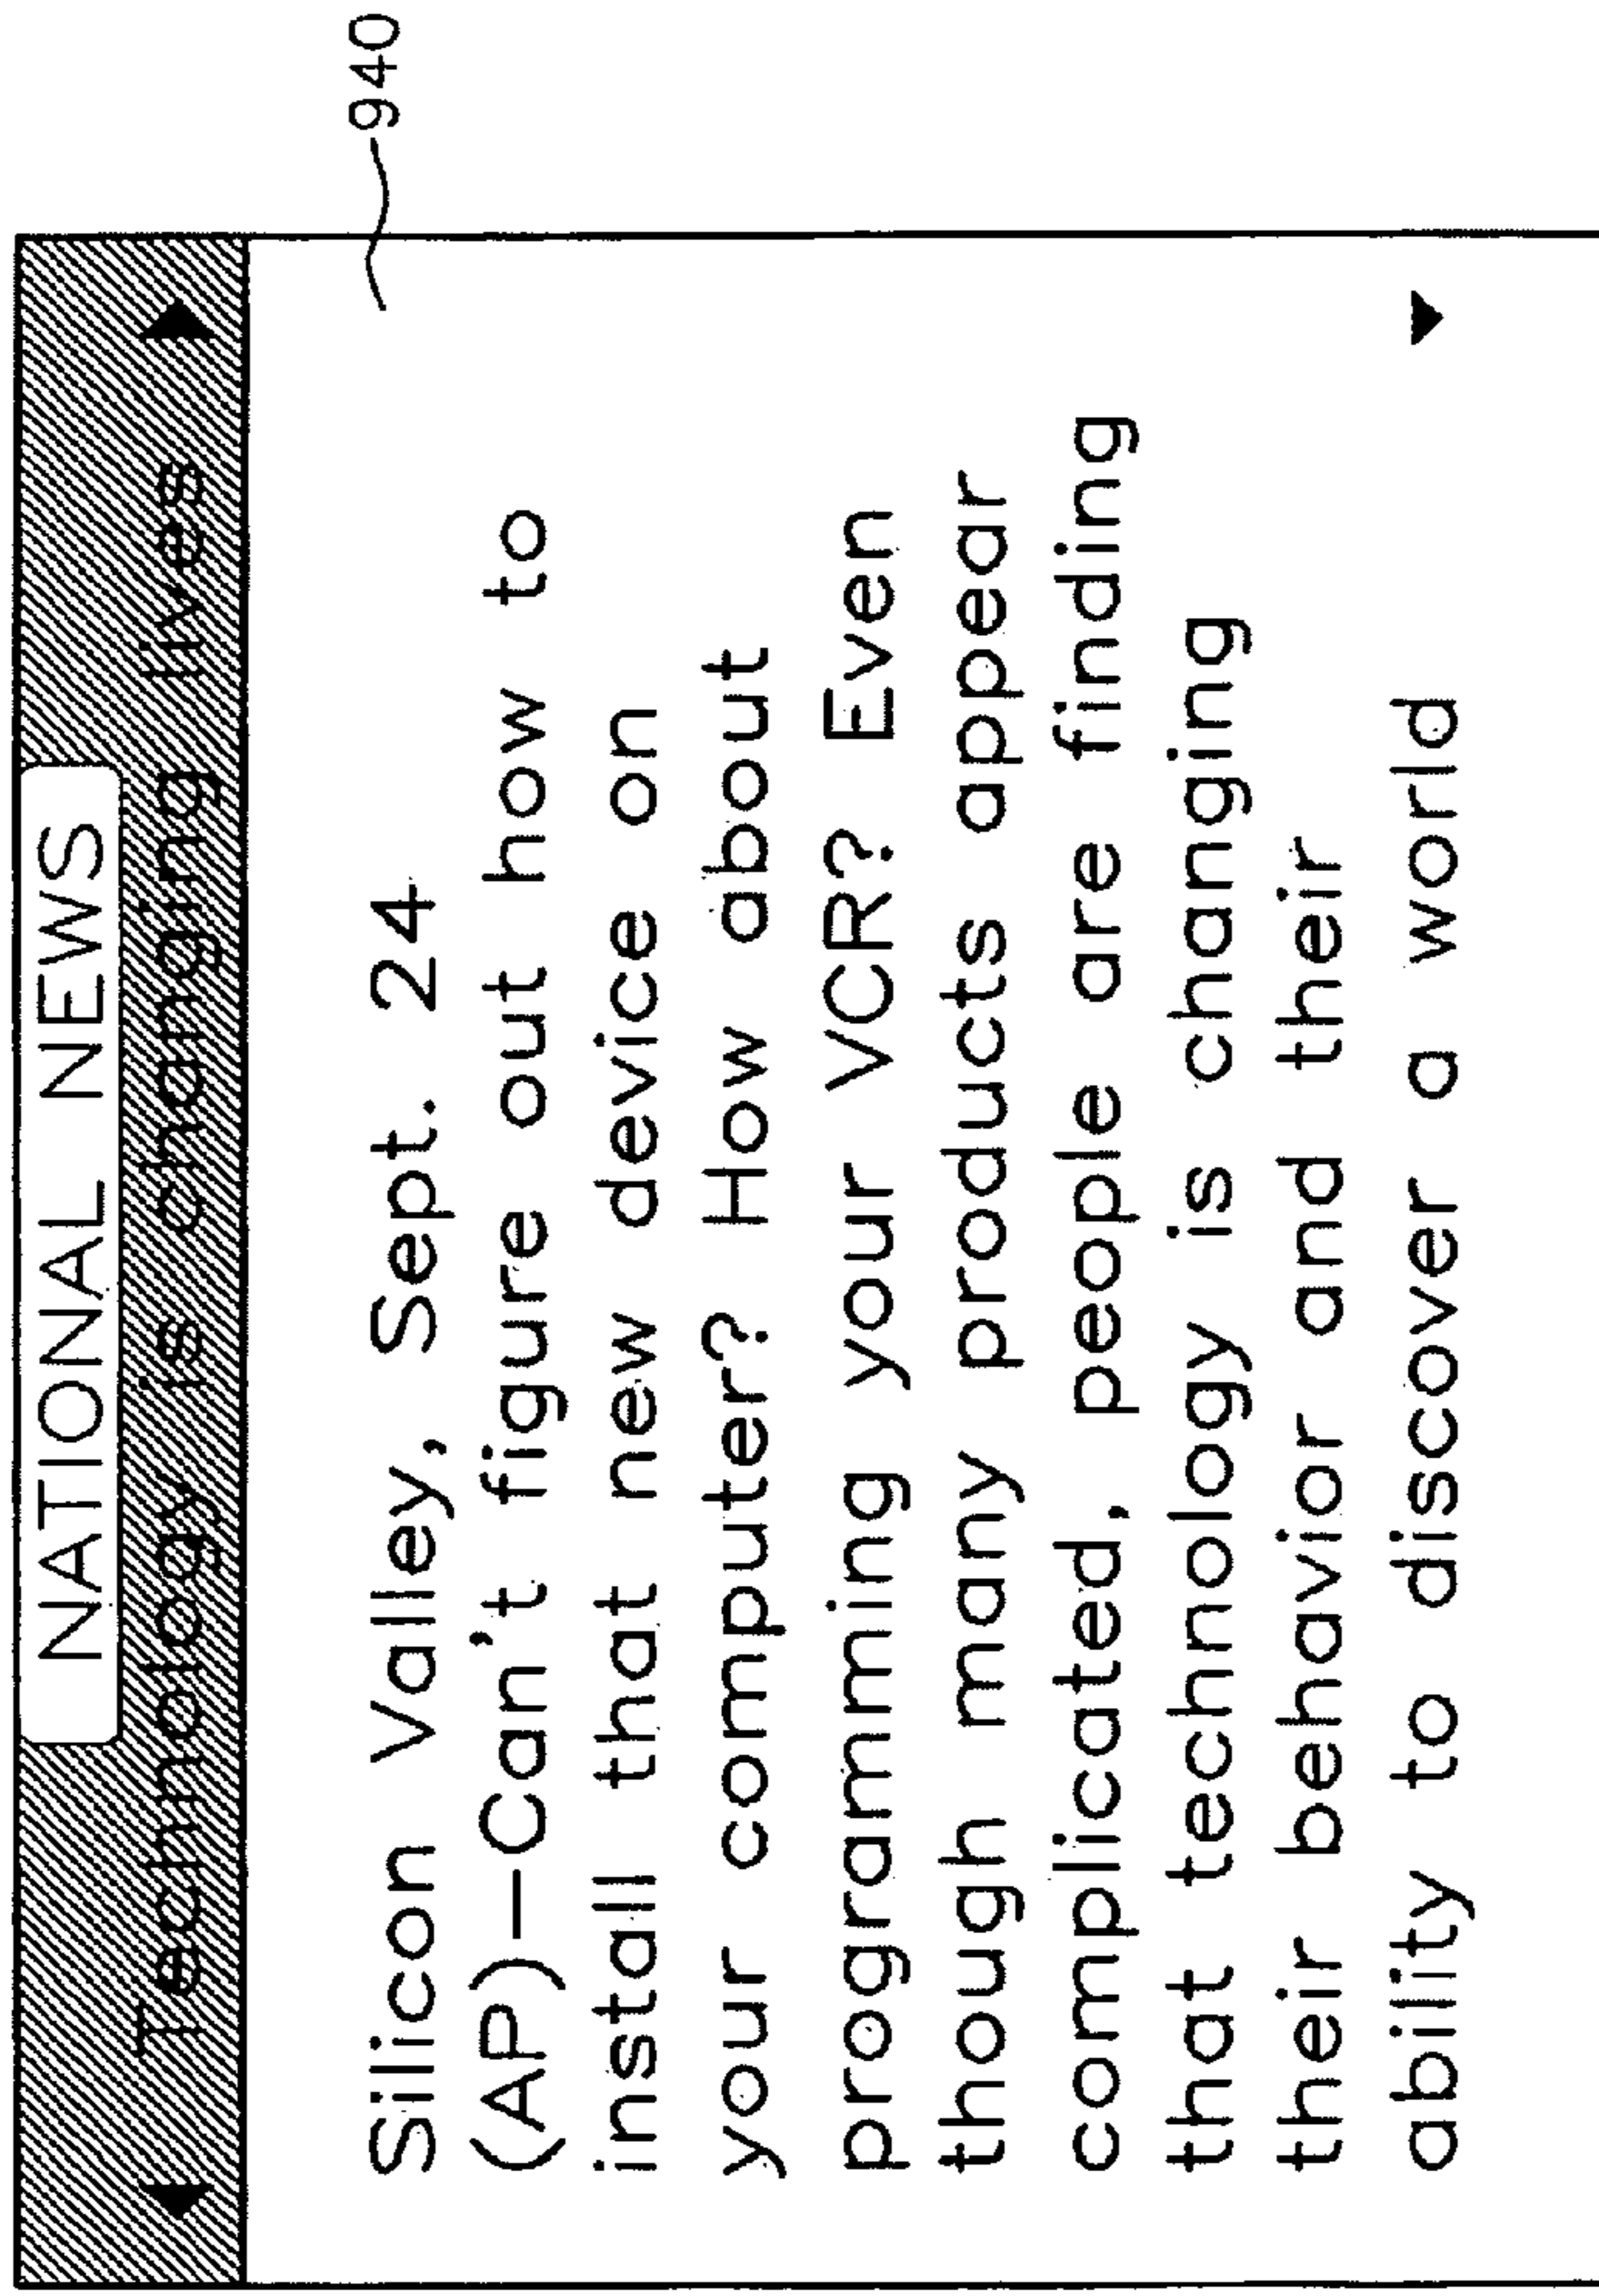 NATIONAL NEWS
Technology is changing lives
940
Silicon Valley, Sept. 24
(AP)—Can't figure out how to
install that new device on
your computer? How about
programming your VCR? Even
though many products appear
complicated, people are finding
that technology is changing
their behavior and their
ability to discover a world